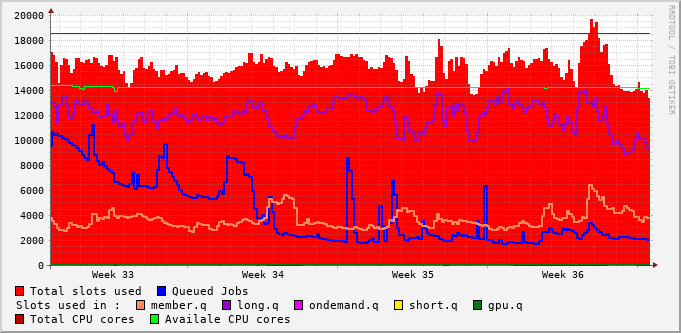 RRDTOOL / TOBI OETIKER
20000
18000
16000
14000
12000
10000
8000
6000
4000
2000
0
Week 33 Week 34 Week 35 Week 36
Total slots used Queued Jobs
Slots used in : member.q long.q ondemand.q short.q gpu.q
Total CPU cores Availale CPU cores